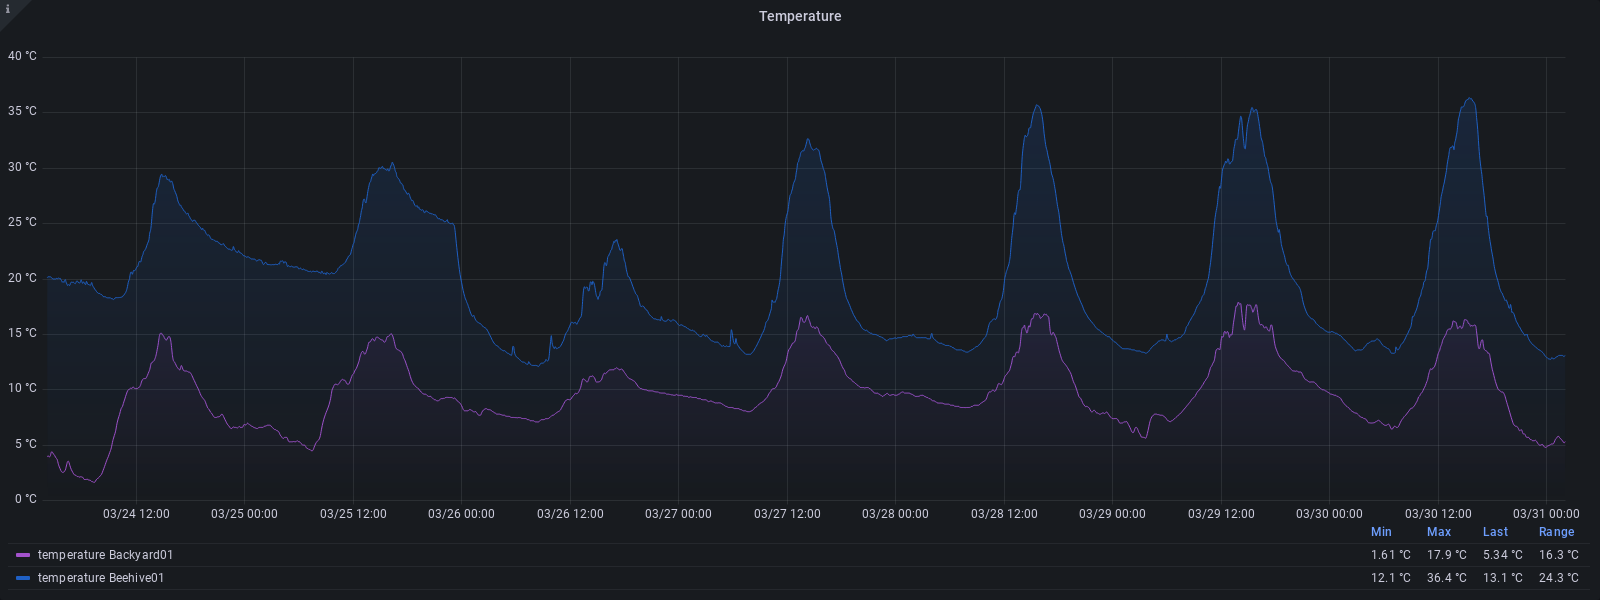 i
Temperature
40 °C
35 °C
30 °C
25 °C
20 °C
15 °C
10 °C
5 °C
0 °C
03/24 12:00 03/25 00:00 03/25 12:00 03/26 00:00 03/26 12:00 03/27 00:00 03/27 12:00 03/28 00:00 03/28 12:00 03/29 00:00 03/29 12:00 03/30 00:00 03/30 12:00 03/31 00:00
Min Max Last Range
temperature Backyard01 1.61 °C 17.9 °C 5.34 °C 16.3 °C
temperature Beehive01 12.1 °C 36.4 °C 13.1 °C 24.3 °C